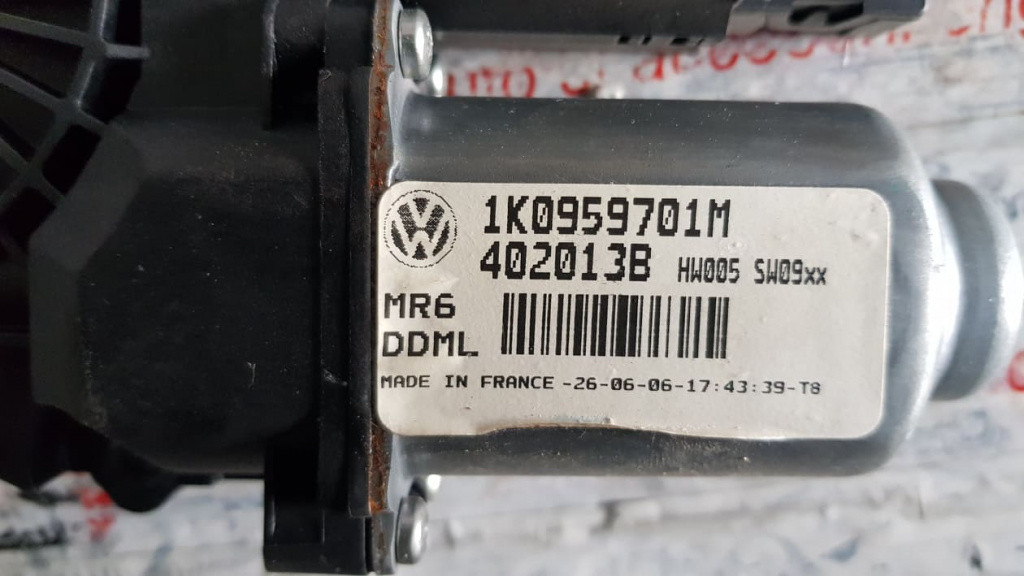 1K0959701M
402013B HW005 SW09xx
MR6
DDML
MADE IN FRANCE -26-06-06-17:43:39-T8